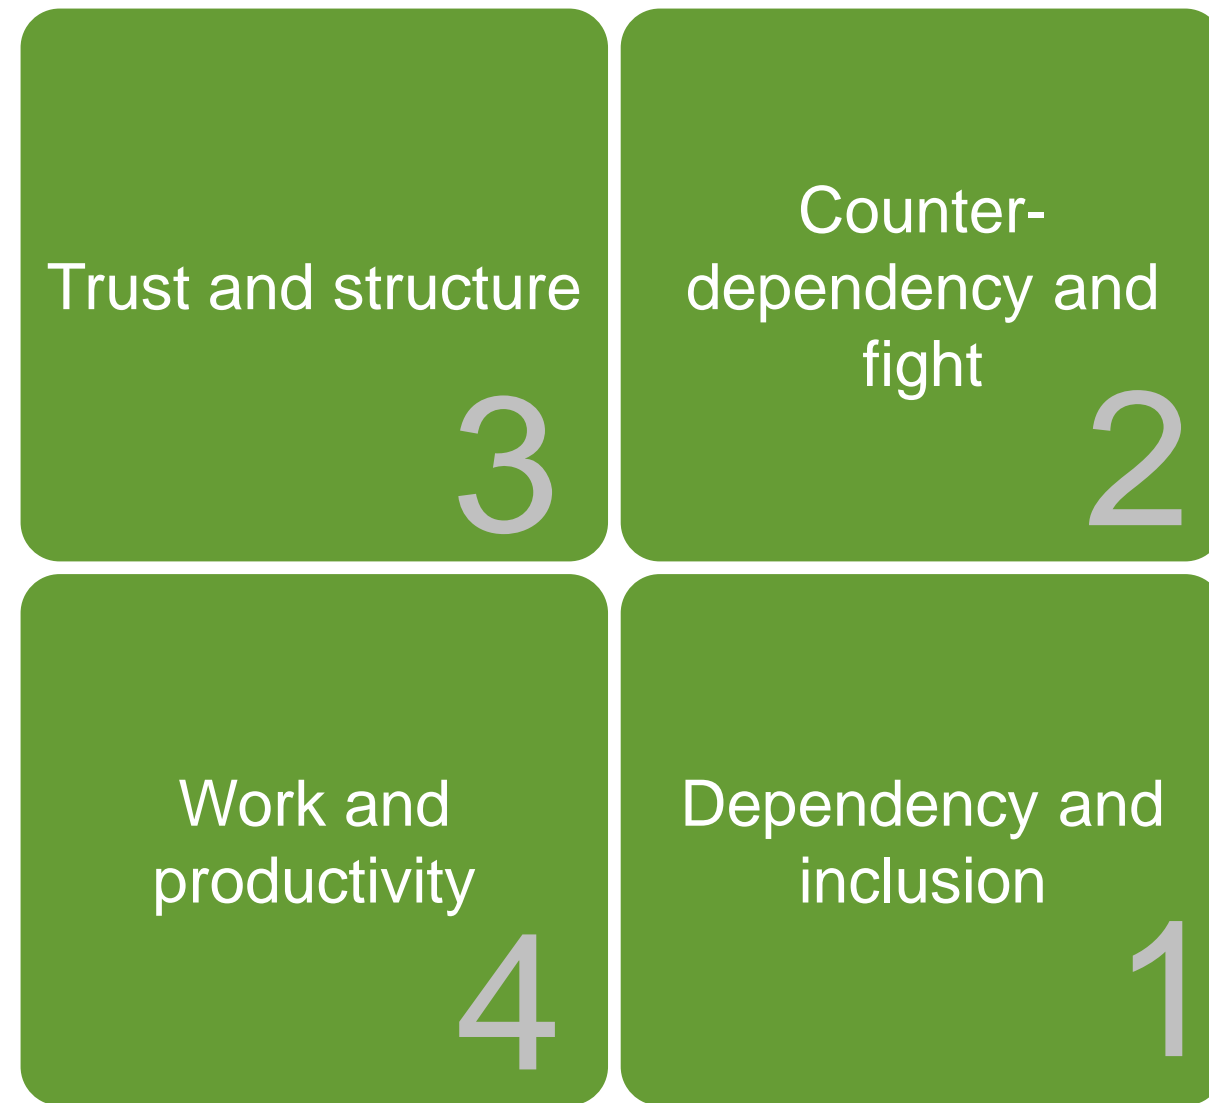 Trust and structure
3
Counter-
dependency and
fight
2
Work and
productivity
4
Dependency and
inclusion
1